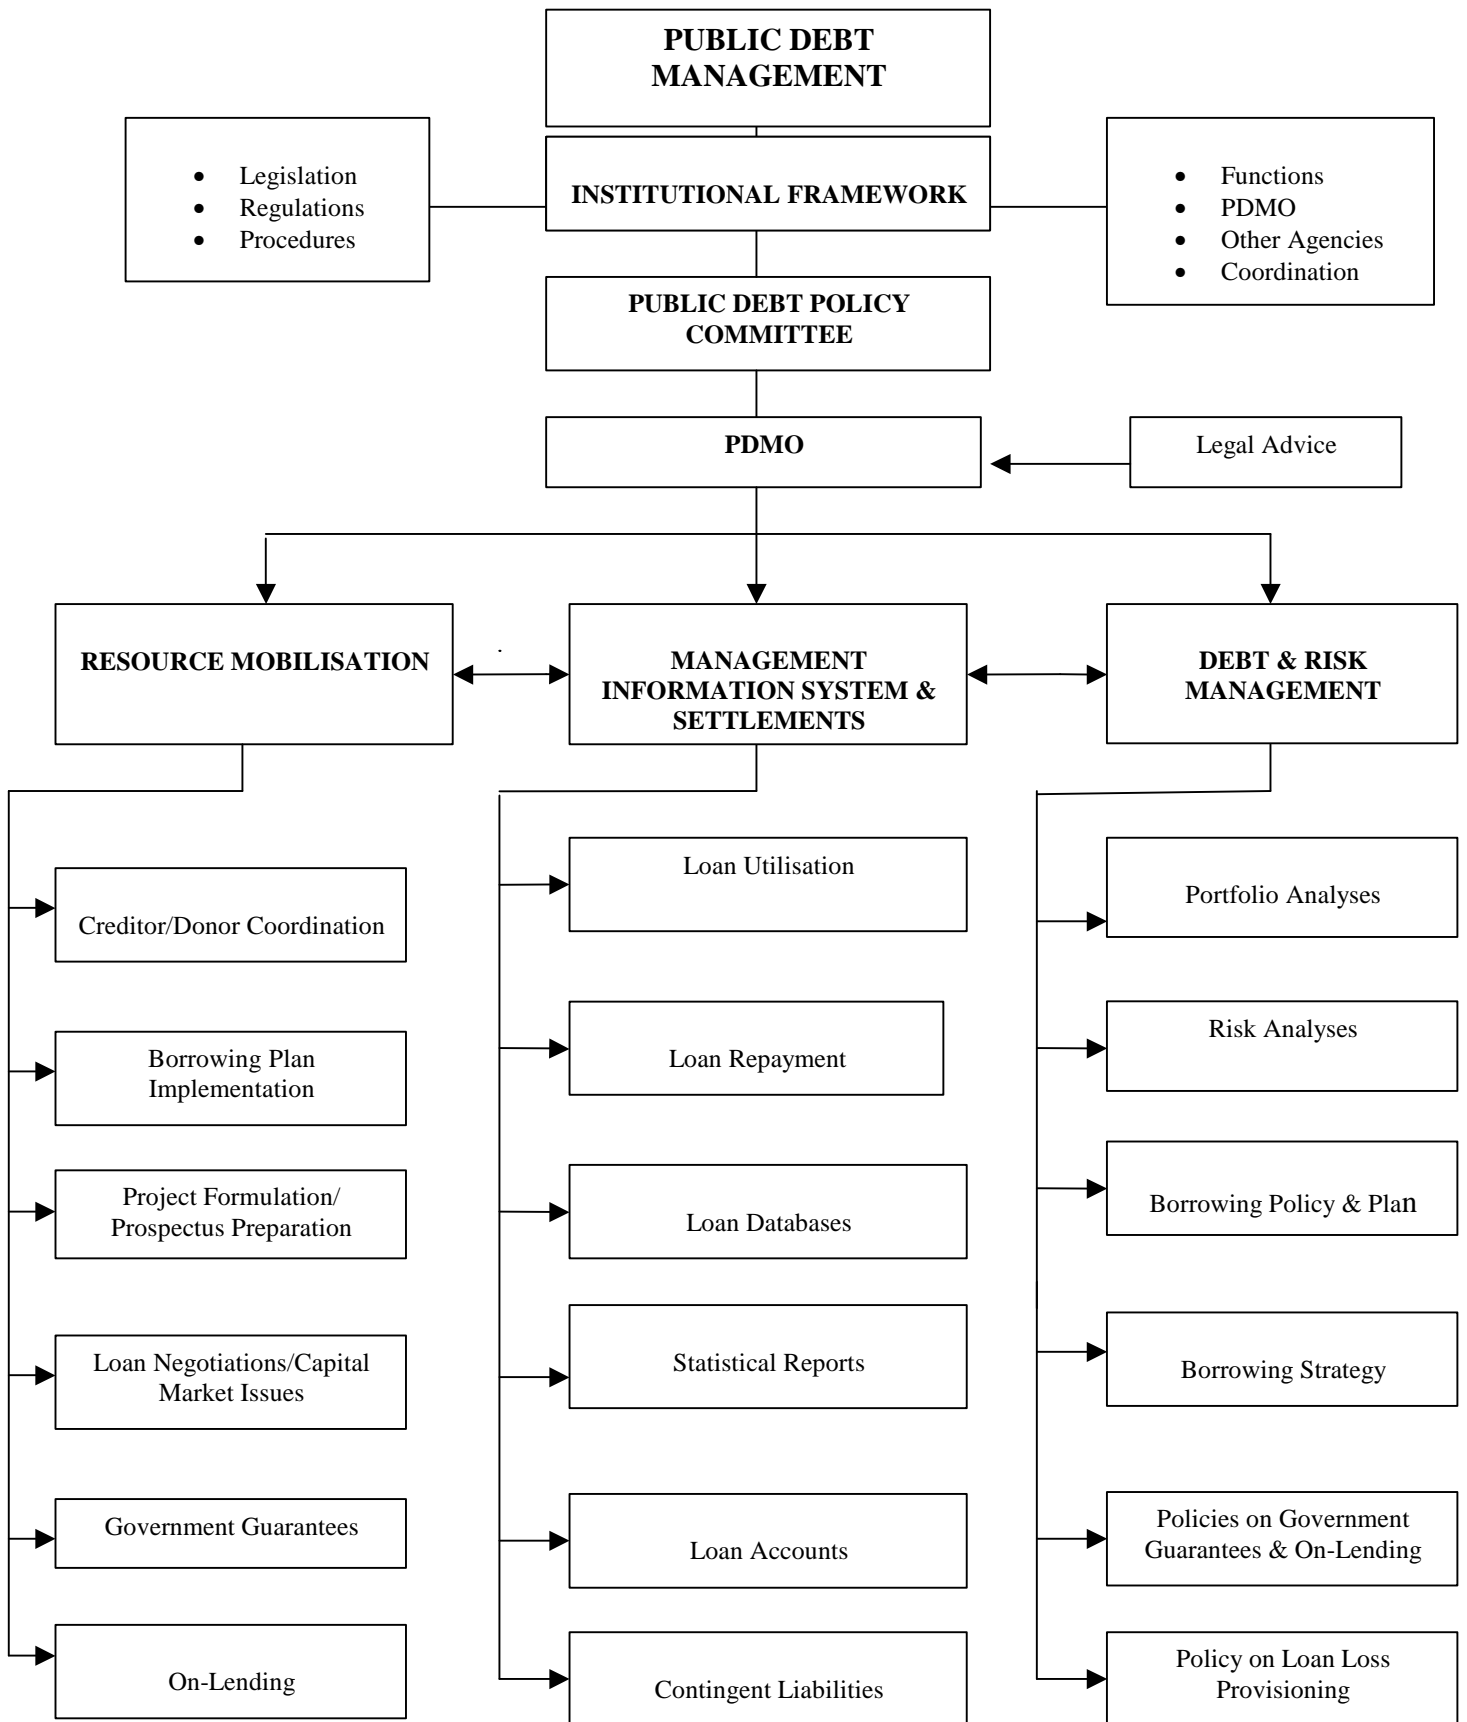 PUBLIC DEBT
MANAGEMENT
• Legislation
• Regulations
• Procedures
INSTITUTIONAL FRAMEWORK
• Functions
• PDMO
• Other Agencies
• Coordination
PUBLIC DEBT POLICY
COMMITTEE
PDMO
Legal Advice
RESOURCE MOBILISATION
MANAGEMENT
INFORMATION SYSTEM &
SETTLEMENTS
DEBT & RISK
MANAGEMENT
Creditor/Donor Coordination
Borrowing Plan
Implementation
Project Formulation/
Prospectus Preparation
Loan Negotiations/Capital
Market Issues
Government Guarantees
On-Lending
Loan Utilisation
Loan Repayment
Loan Databases
Statistical Reports
Loan Accounts
Contingent Liabilities
Portfolio Analyses
Risk Analyses
Borrowing Policy & Plan
Borrowing Strategy
Policies on Government
Guarantees & On-Lending
Policy on Loan Loss
Provisioning